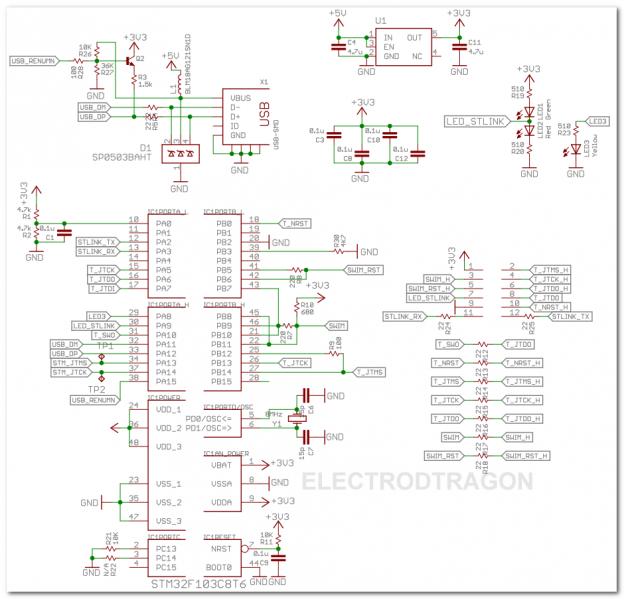 +3V3
10K
R26
USB_RENUMN
100
R28
36K
R27
Q2
R3
1.5k
GND
+5V
L1
BLM18AG121SN1D
USB_DM
USB_DP
X1
VBUS
D-
D+
ID
GND
USB
USB-SMD
GND
D1
SP0503BAHT
GND
+5V
U1
+3V3
C4
4.7u
1 IN OUT 5
3 EN
2 GND NC 4
C11
4.7u
GND
GND
+3V3
0.1u
C3
0.1u
C8
0.1u
C10
0.1u
C12
GND
+3V3
510
R19
LED1
Green
LED_STLINK
LED2
Red
510
R20
GND
510
R23
LED3
LED3
Yellow
GND
+3V3
4.7k
R1
4.7k
R2
0.1u
C1
GND
STLINK_TX
STLINK_RX
T_JTCK
T_JTDO
T_JTDI
IC1PORTA_L
10 PA0
11 PA1
12 PA2
13 PA3
14 PA4
15 PA5
16 PA6
17 PA7
IC1PORTB_L
PB0 18
PB1 19
PB2 20
PB3 39
PB4 40
PB5 41
PB6 42
PB7 43
T_NRST
GND
R30
4K7
GND
220
R8
SWIM_RST
+3V3
R10
680
220
R7
SWIM
LED3
LED_STLINK
T_SWO
USB_DM
USB_DP
TP1
STM_JTMS
STM_JTCK
TP2
USB_RENUMN
IC1PORTA_H
29 PA8
30 PA9
31 PA10
32 PA11
33 PA12
34 PA13
37 PA14
38 PA15
IC1PORTB_H
PB8 45
PB9 46
PB10 21
PB11 22
PB12 25
PB13 26
PB14 27
PB15 28
R9
100
T_JTCK
T_JTMS
IC1POWER
24 VDD_1
36 VDD_2
48 VDD_3
IC1PORTD/OSC
PD0/OSC<= 5
PD1/OSC=> 6
8MHz
Y1
C6
GND
15p
C7
GND
GND
23 VSS_1
35 VSS_2
47 VSS_3
IC1AN_POWER
VBAT 1
VSSA 8
VDDA 9
+3V3
GND
+3V3
R21
10K
N/A
R22
GND
IC1PORTC
2 PC13
3 PC14
4 PC15
IC1RESET
NRST 7
BOOT0 44
+3V3
10K
R11
0.1u
C9
GND
GND
STM32F103C8T6
+3V3
SWIM_H
SWIM_RST_H
LED_STLINK
STLINK_RX
R24
22
1 2
3 4
5 6
7 8
9 10
11 12
T_JTMS_H
T_JTCK_H
T_JTDO
T_JTDO_H
GND
22
R25
STLINK_TX
T_SWO 22 R12 T_JTDO
T_NRST 22 R13 T_NRST_H
T_JTMS 22 R14 T_JTMS_H
T_JTCK 22 R15 T_JTCK_H
T_JTDO 22 R16 T_JTDO_H
SWIM 22 R17 SWIM_H
SWIM_RST 22 R18 SWIM_RST_H
ELECTRODTRAGON